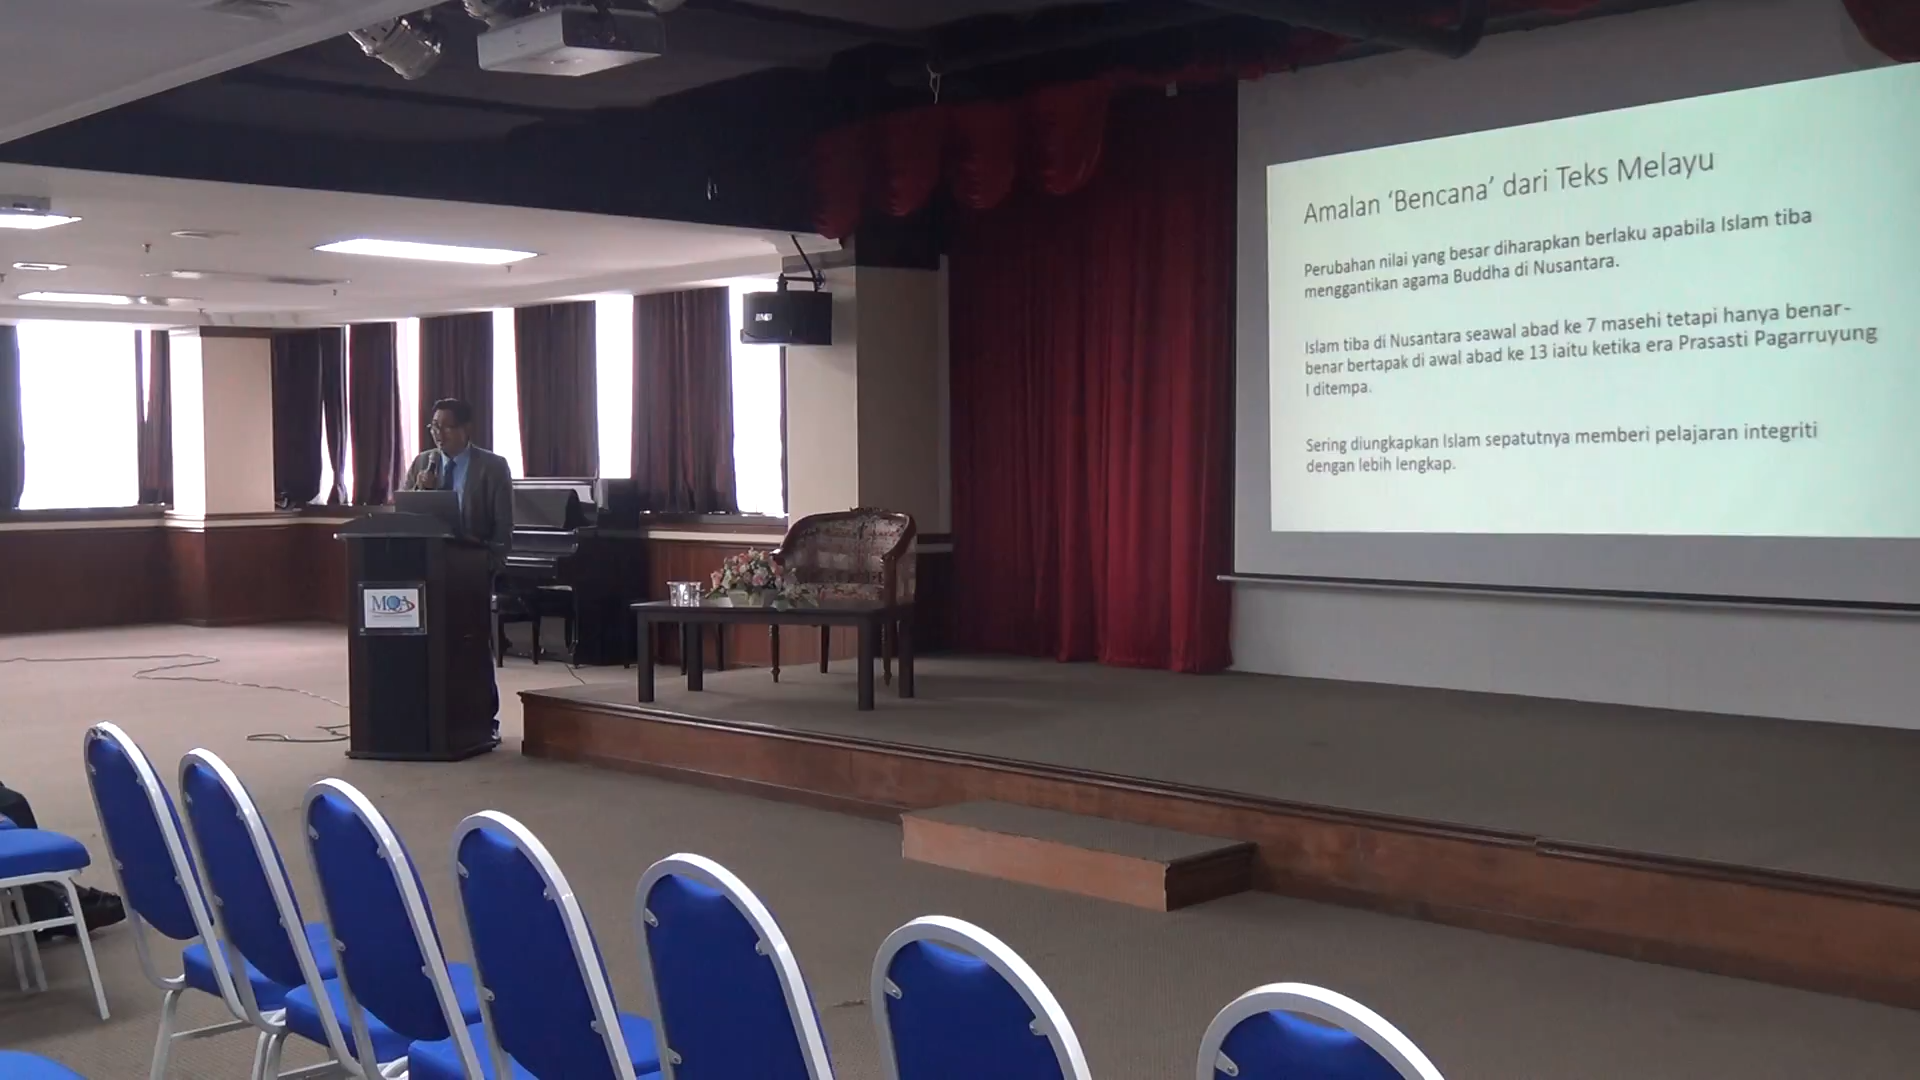 Amalan ‘Bencana’ dari Teks Melayu
Perubahan nilai yang besar diharapkan berlaku apabila Islam tiba
menggantikan agama Buddha di Nusantara.
Islam tiba di Nusantara seawal abad ke 7 masehi tetapi hanya benar-
benar bertapak di awal abad ke 13 iaitu ketika era Prasasti Pagarruyung
I ditempa.
Sering diungkapkan Islam sepatutnya memberi pelajaran integriti
dengan lebih lengkap.
MQA